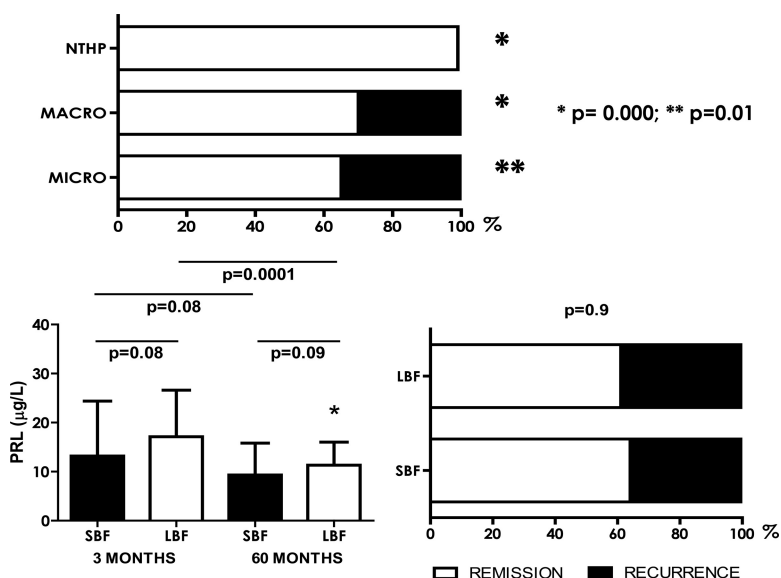 NTHP
*
MACRO
*
* p= 0.000; ** p=0.01
MICRO
**
0 20 40 60 80 100 %
p=0.0001
p=0.08
p=0.08
p=0.09
PRL (µg/L)
40
30
20
10
0
*
SBF LBF SBF LBF
3 MONTHS 60 MONTHS
p=0.9
LBF
SBF
0 20 40 60 80 100 %
REMISSION RECURRENCE